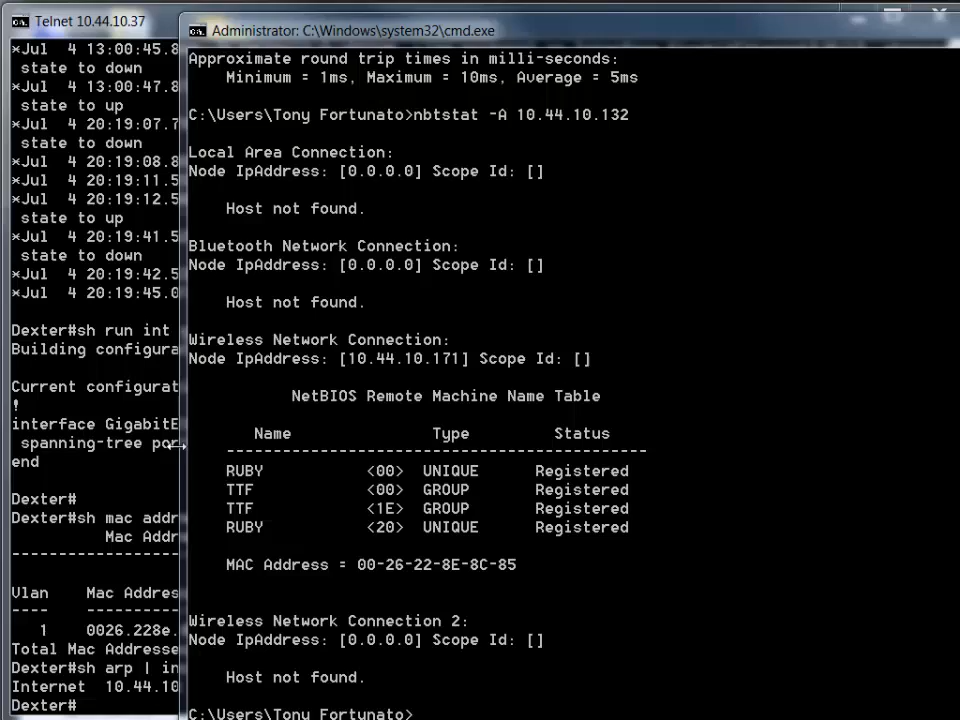 Telnet 10.44.10.37
*Jul  4 13:00:45.8
 state to down
*Jul  4 13:00:47.8
 state to up
*Jul  4 20:19:07.7
 state to down
*Jul  4 20:19:08.8
*Jul  4 20:19:11.5
*Jul  4 20:19:12.5
 state to up
*Jul  4 20:19:41.5
 state to down
*Jul  4 20:19:42.5
*Jul  4 20:19:45.0
Dexter#sh run int
Building configura
Current configurat
!
interface GigabitE
 spanning-tree por
end
Dexter#
Dexter#sh mac addr
          Mac Addr
------------------
Vlan    Mac Addres
----    ----------
   1    0026.228e.
Total Mac Addresse
Dexter#sh arp | in
Internet  10.44.10
Dexter#
Administrator: C:\Windows\system32\cmd.exe
Approximate round trip times in milli-seconds:
    Minimum = 1ms, Maximum = 10ms, Average = 5ms
C:\Users\Tony Fortunato>nbtstat -A 10.44.10.132
Local Area Connection:
Node IpAddress: [0.0.0.0] Scope Id: []
    Host not found.
Bluetooth Network Connection:
Node IpAddress: [0.0.0.0] Scope Id: []
    Host not found.
Wireless Network Connection:
Node IpAddress: [10.44.10.171] Scope Id: []
           NetBIOS Remote Machine Name Table
       Name               Type         Status
    ---------------------------------------------
    RUBY           <00>  UNIQUE      Registered
    TTF            <00>  GROUP       Registered
    TTF            <1E>  GROUP       Registered
    RUBY           <20>  UNIQUE      Registered
    MAC Address = 00-26-22-8E-8C-85
Wireless Network Connection 2:
Node IpAddress: [0.0.0.0] Scope Id: []
    Host not found.
C:\Users\Tony Fortunato>